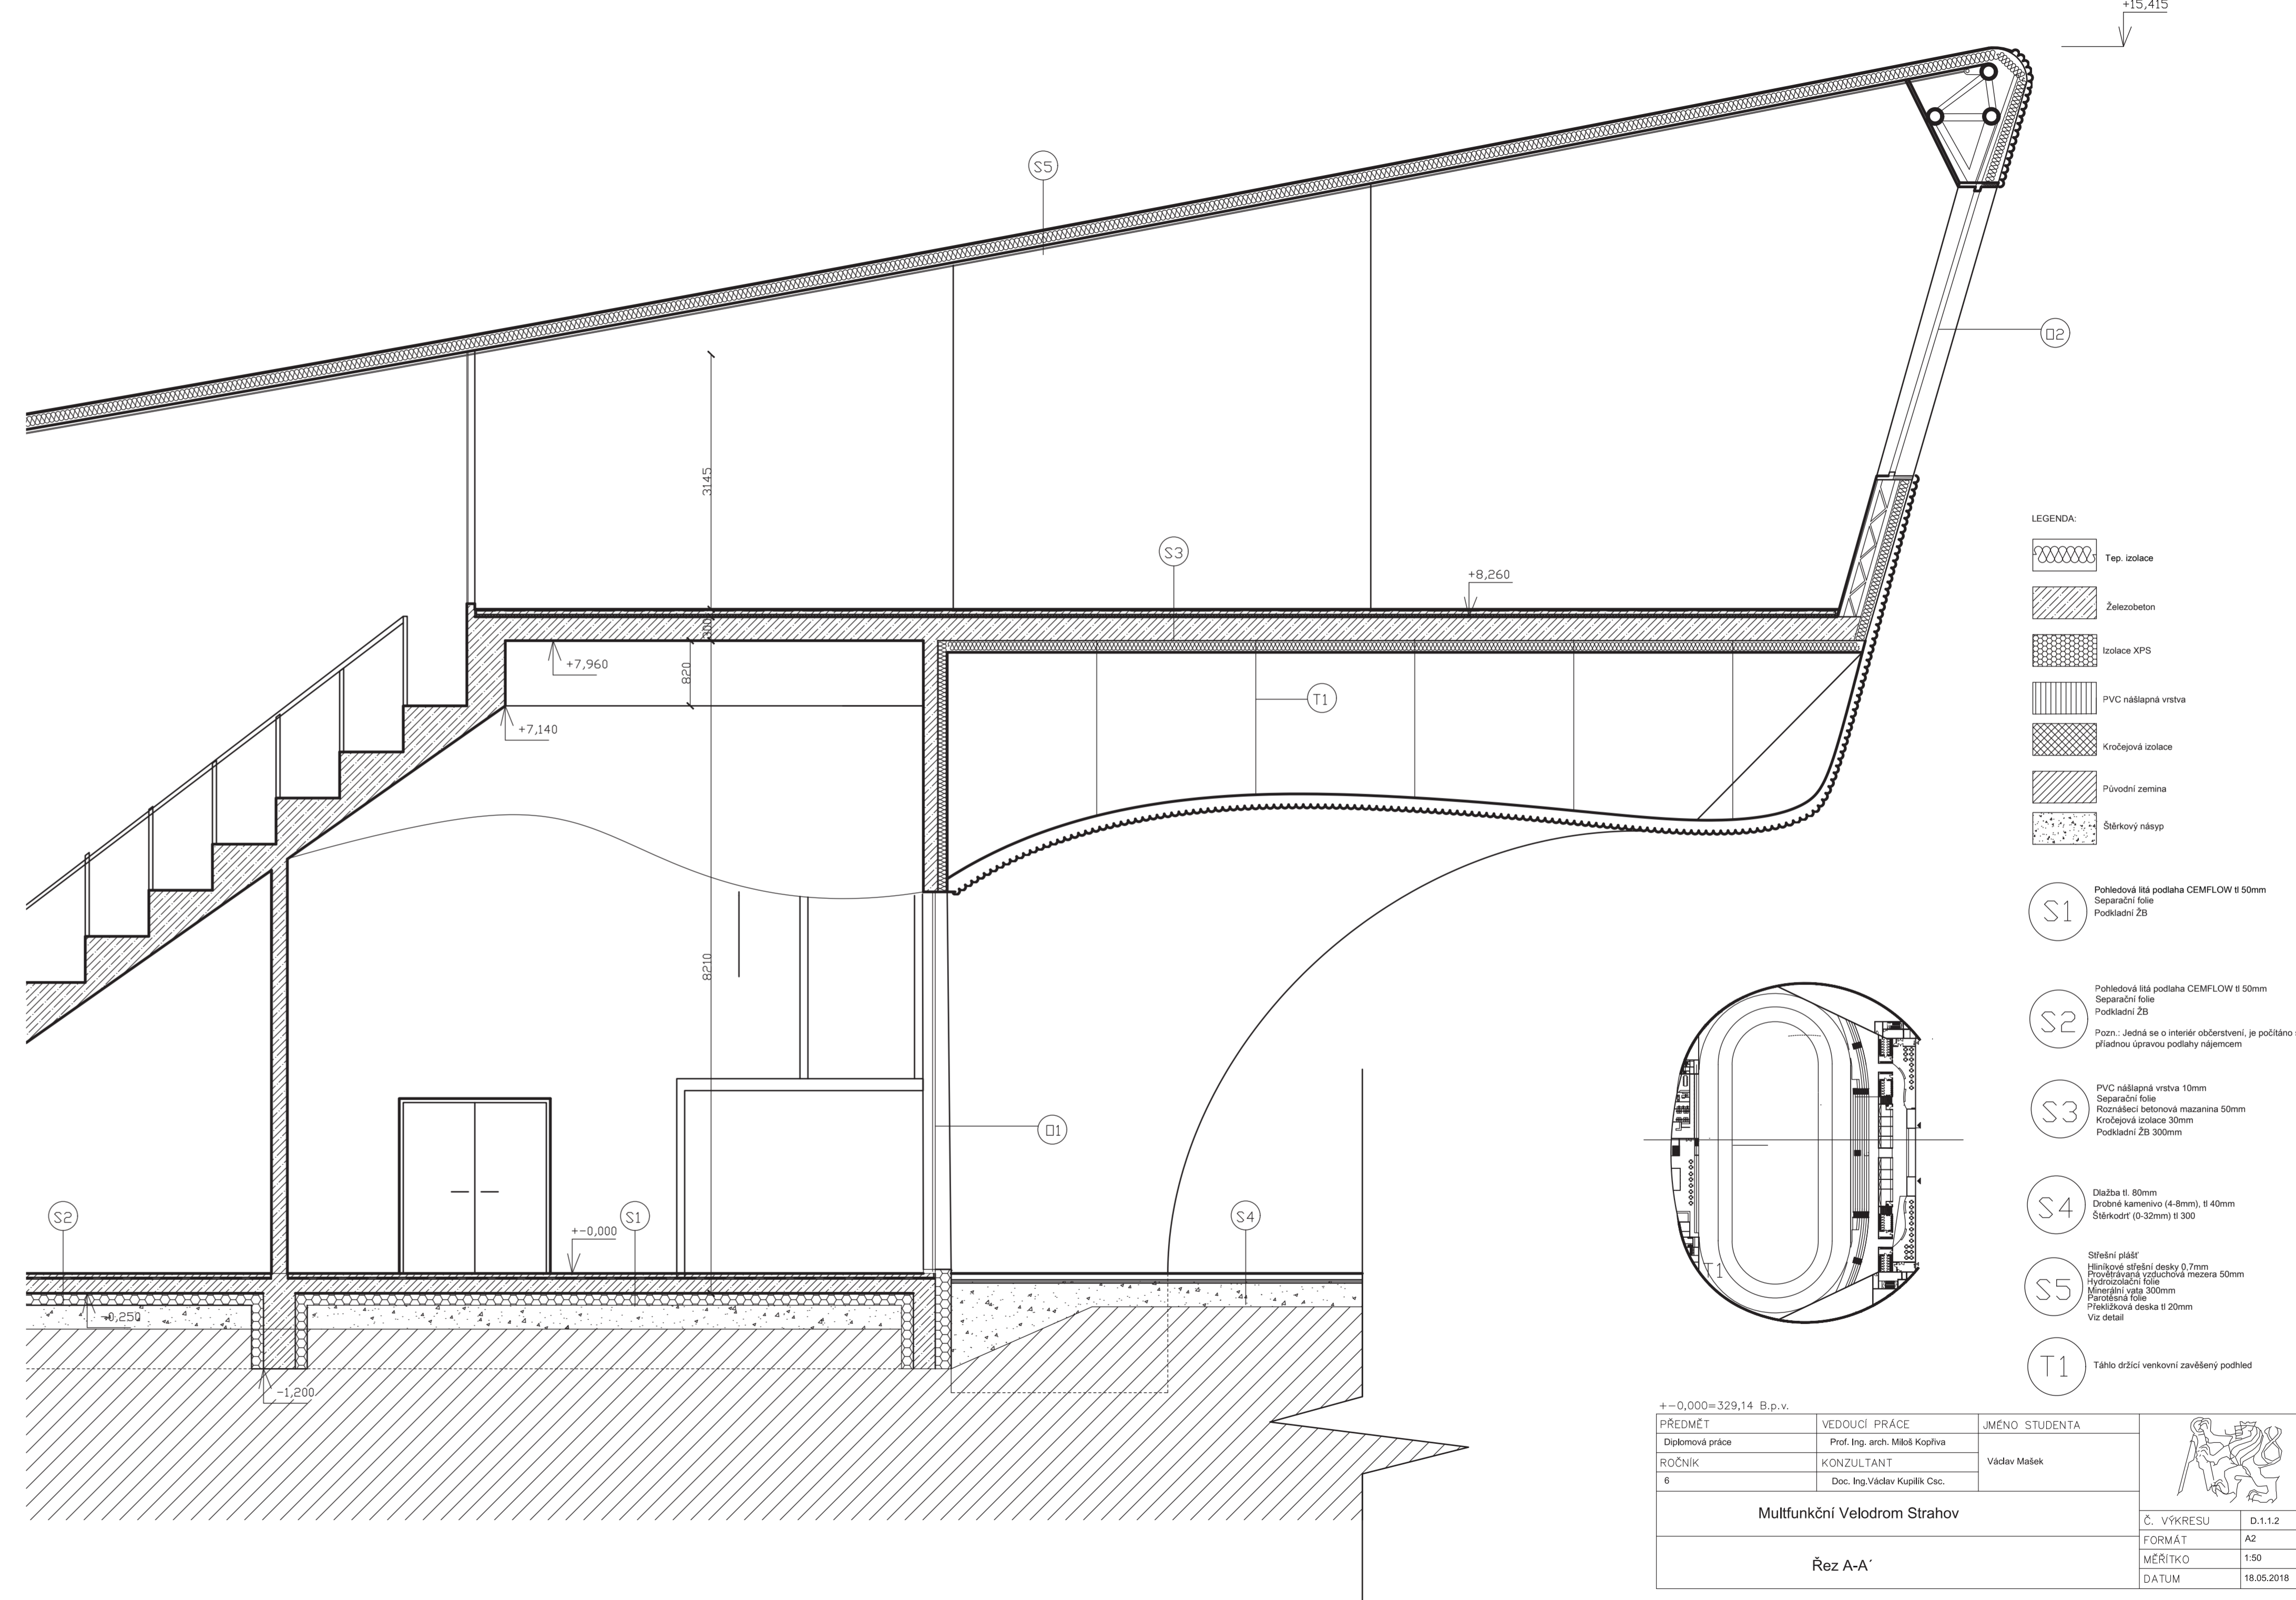 +15,415
S5
O2
3145
S3
+8,260
300
+7,960
820
T1
+7,140
8210
O1
S2
+-0,000
S1
S4
-0,250
-1,200
LEGENDA:
Tep. izolace
Železobeton
Izolace XPS
PVC nášlapná vrstva
Kročejová izolace
Původní zemina
Štěrkový násyp
S1
Pohledová litá podlaha CEMFLOW tl 50mm
Separační folie
Podkladní ŽB
S2
Pohledová litá podlaha CEMFLOW tl 50mm
Separační folie
Podkladní ŽB
Pozn.: Jedná se o interiér občerstvení, je počítáno
příadnou úpravou podlahy nájemcem
S3
PVC nášlapná vrstva 10mm
Separační folie
Roznášecí betonová mazanina 50mm
Kročejová izolace 30mm
Podkladní ŽB 300mm
S4
Dlažba tl. 80mm
Drobné kamenivo (4-8mm), tl 40mm
Štěrkodrť (0-32mm) tl 300
S5
Střešní plášť
Hliníkové střešní desky 0,7mm
Provětrávaná vzduchová mezera 50mm
Hydroizolační folie
Minerální vata 300mm
Parotěsná folie
Překližková deska tl 20mm
Viz detail
T1
Táhlo držící venkovní zavěšený podhled
T1
+-0,000=329,14 B.p.v.
PŘEDMĚT
VEDOUCÍ PRÁCE
JMÉNO STUDENTA
Diplomová práce
Prof. Ing. arch. Miloš Kopřiva
Václav Mašek
ROČNÍK
KONZULTANT
6
Doc. Ing.Václav Kupilík Csc.
Multfunkční Velodrom Strahov
Řez A-A´
Č. VÝKRESU
D.1.1.2
FORMÁT
A2
MĚŘÍTKO
1:50
DATUM
18.05.2018